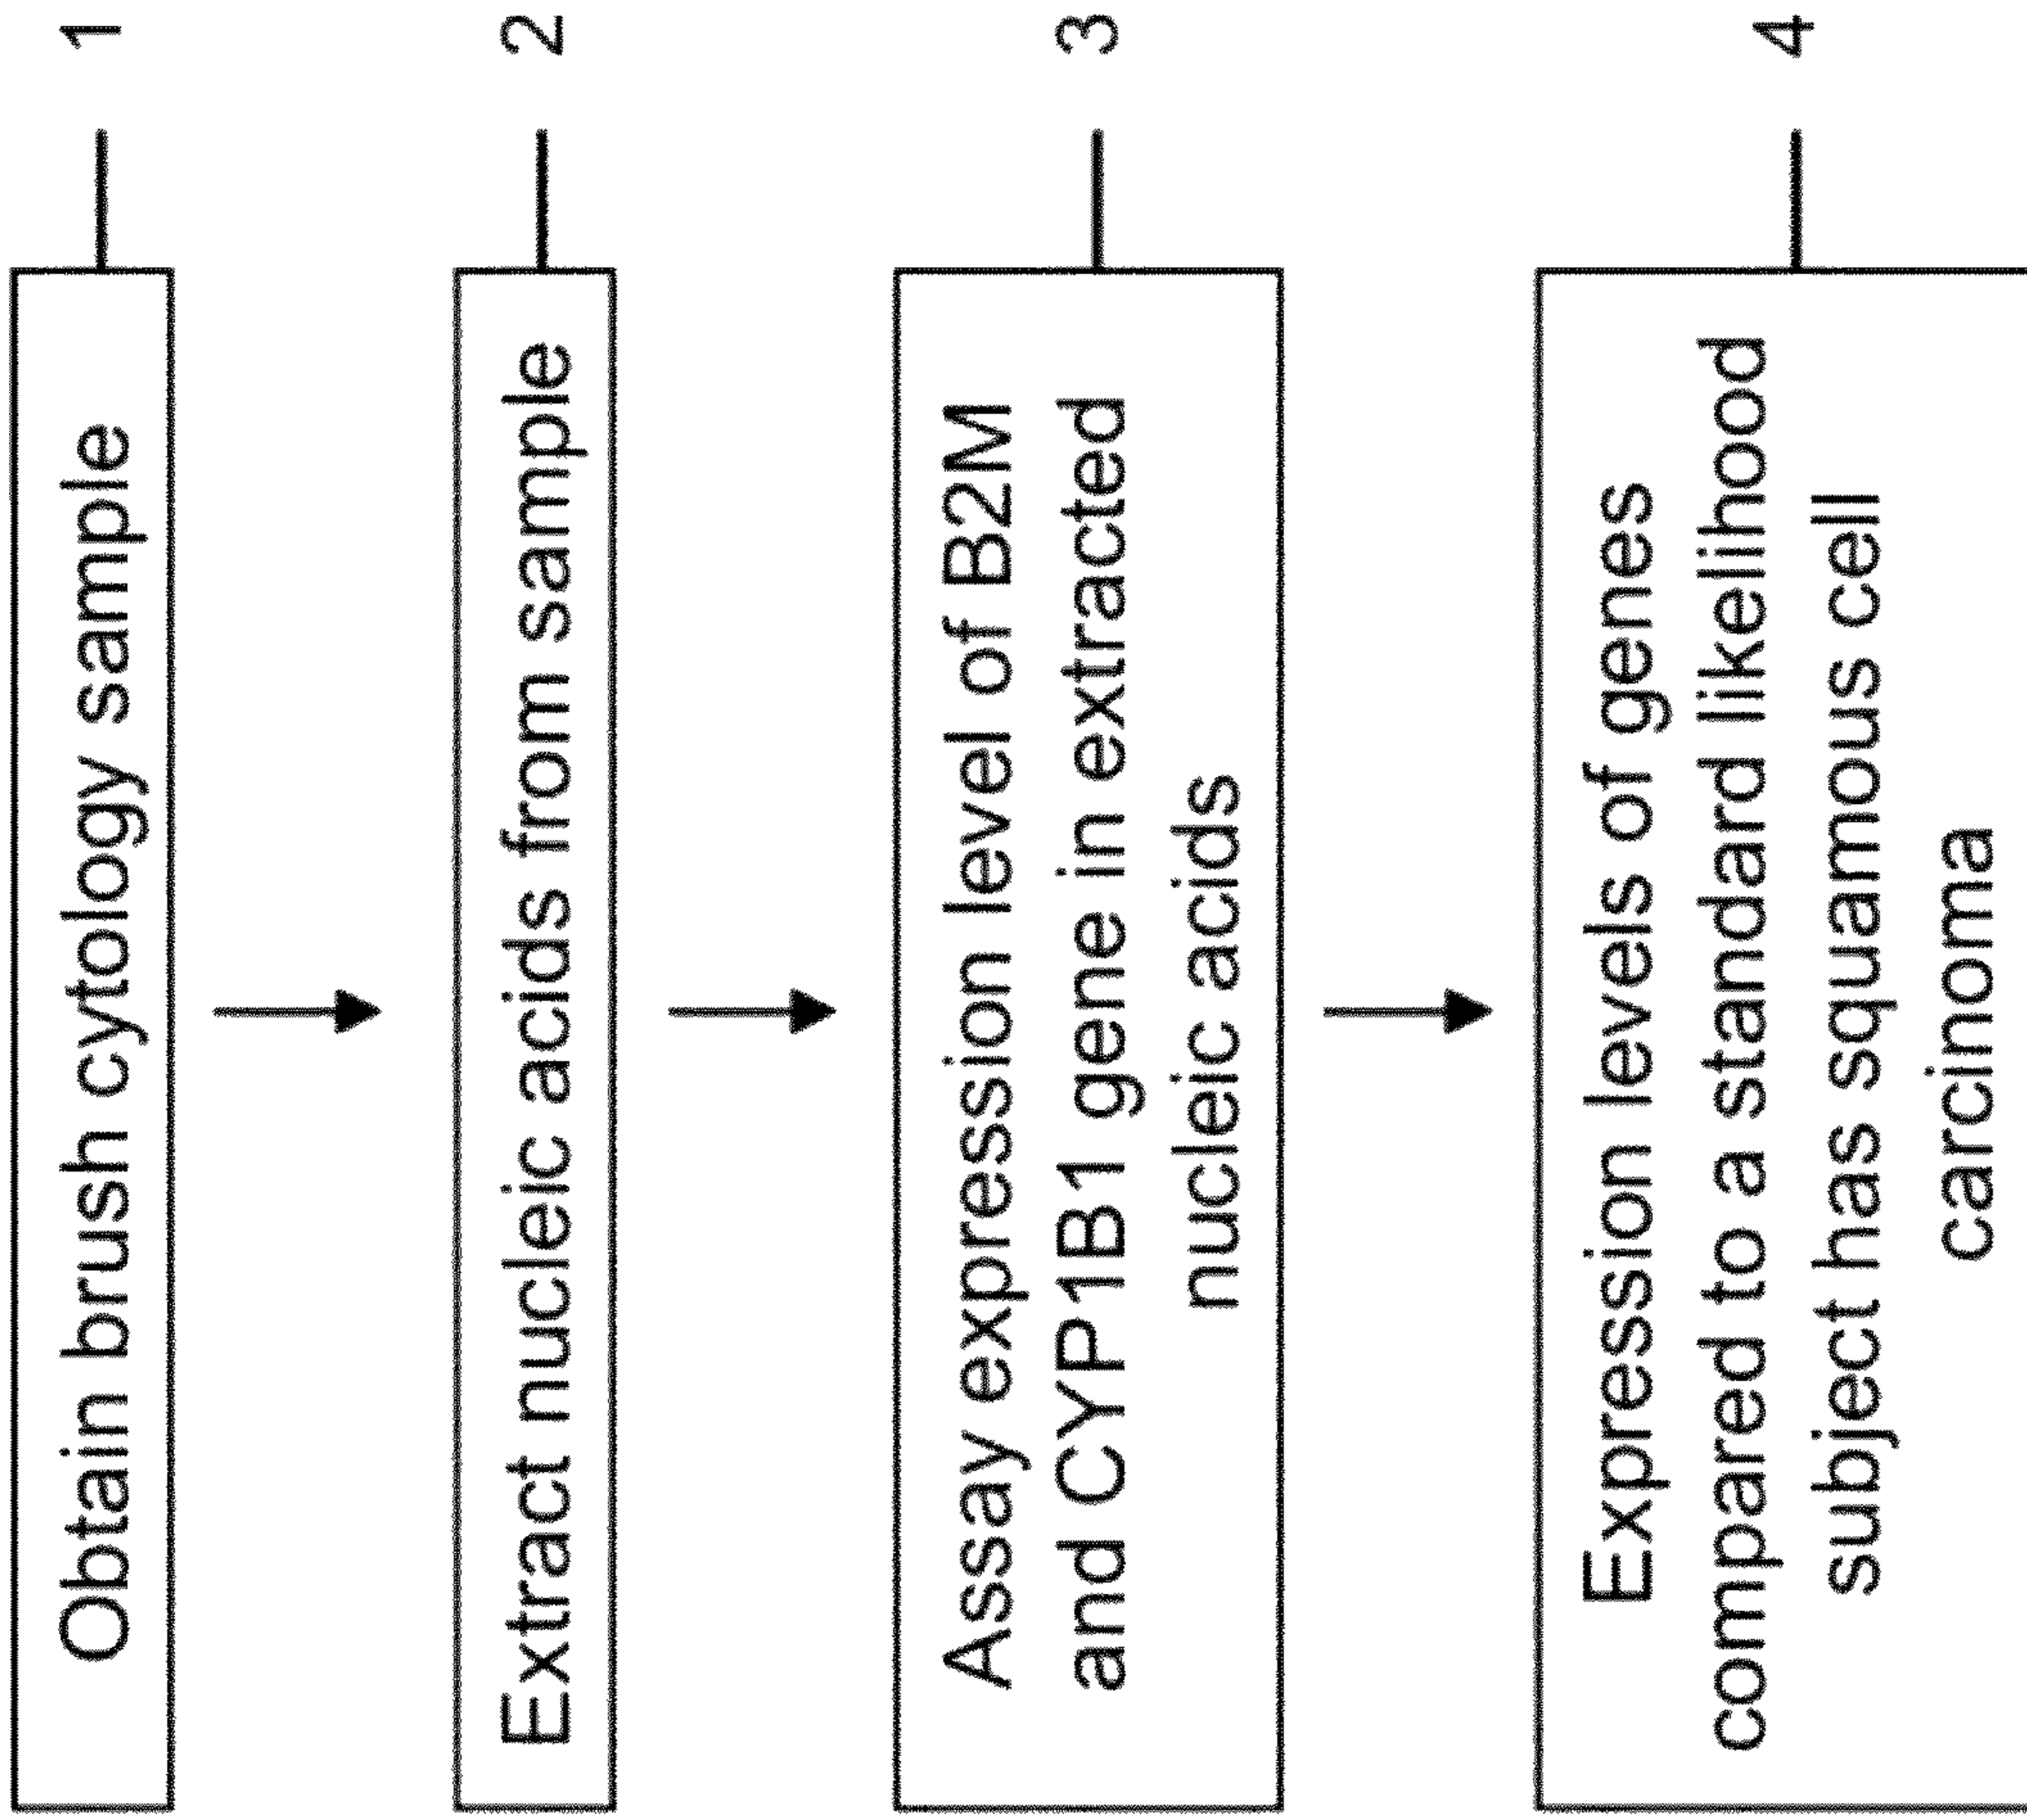 Obtain brush cytology sample
1
Extract nucleic acids from sample
2
Assay expression level of B2M
and CYP1B1 gene in extracted
nucleic acids
3
Expression levels of genes
compared to a standard likelihood
subject has squamous cell
carcinoma
4